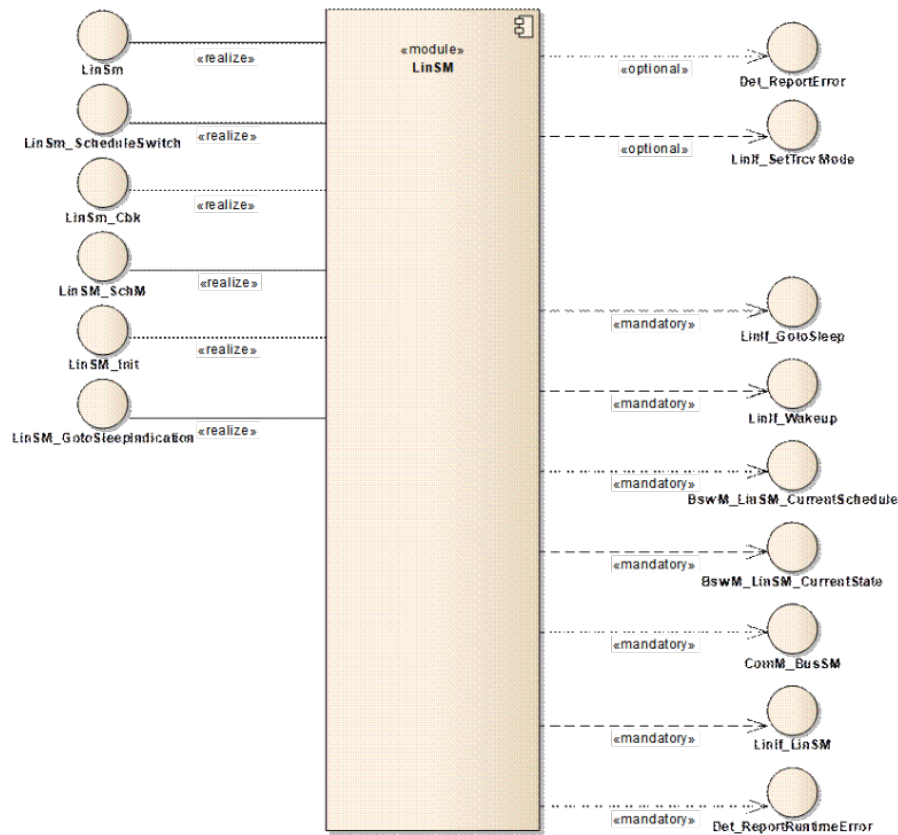 «module»
LinSM
«realize»
LinSm
«realize»
LinSm_ScheduleSwitch
«realize»
LinSm_Cbk
«realize»
LinSM_SchM
«realize»
LinSM_Init
«realize»
LinSM_GotoSleepIndication
«optional»
Det_ReportError
«optional»
LinIf_SetTrcvMode
«mandatory»
LinIf_GotoSleep
«mandatory»
LinIf_Wakeup
«mandatory»
BswM_LinSM_CurrentSchedule
«mandatory»
BswM_LinSM_CurrentState
«mandatory»
ComM_BusSM
«mandatory»
LinIf_LinSM
«mandatory»
Det_ReportRuntimeError